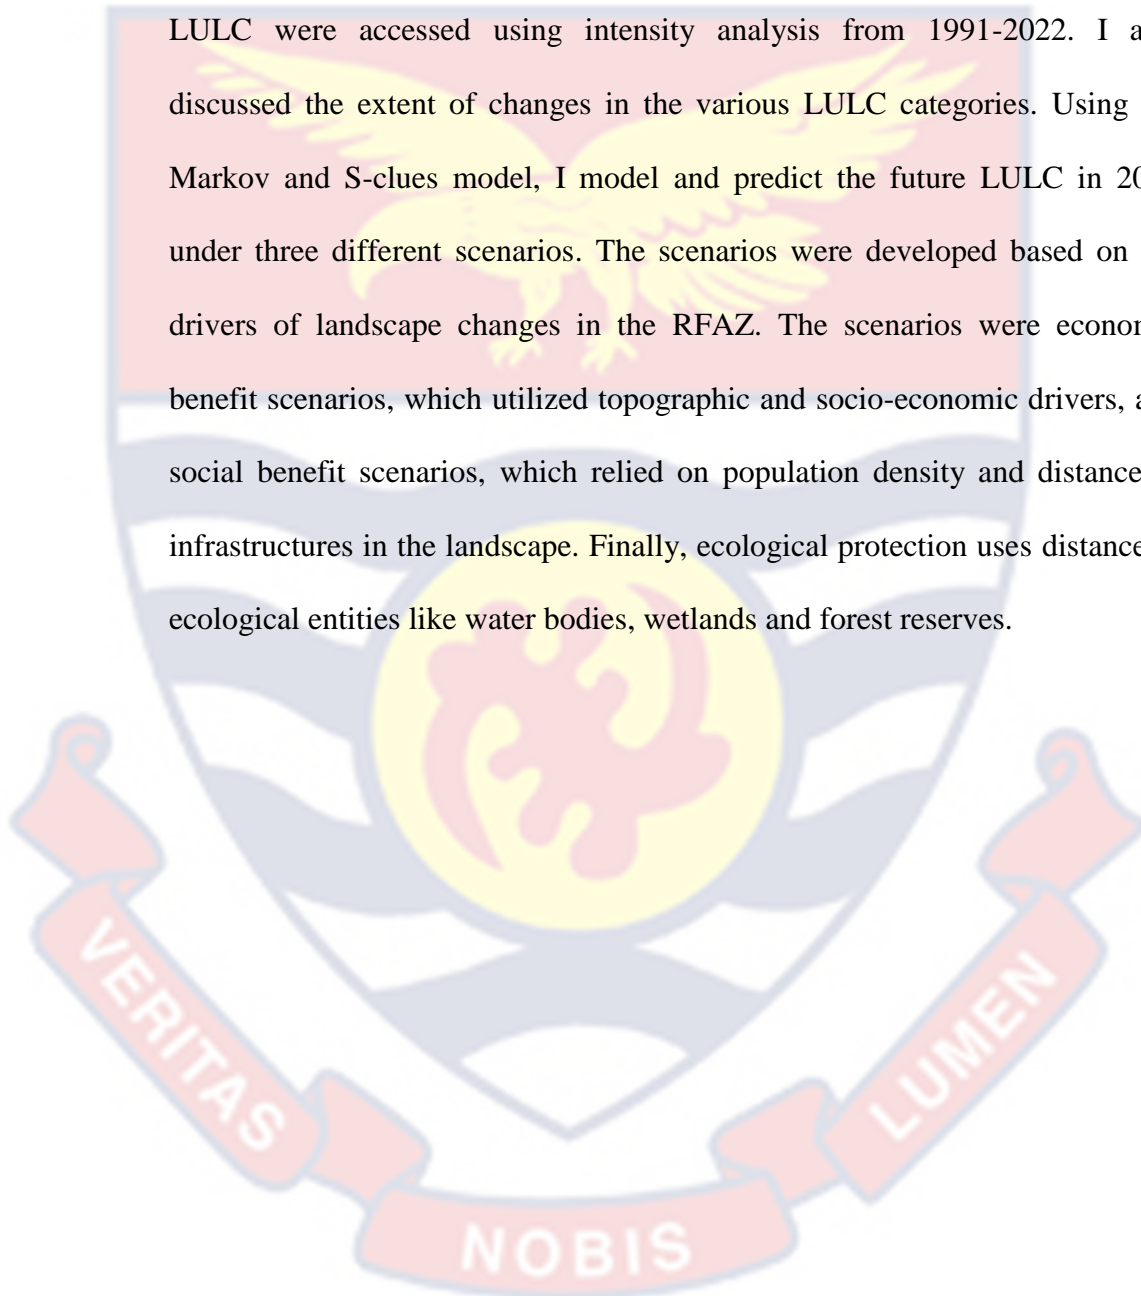 LULC were accessed using intensity analysis from 1991-2022. I a
discussed the extent of changes in the various LULC categories. Using
Markov and S-clues model, I model and predict the future LULC in 20
under three different scenarios. The scenarios were developed based on
drivers of landscape changes in the RFAZ. The scenarios were econom
benefit scenarios, which utilized topographic and socio-economic drivers, a
social benefit scenarios, which relied on population density and distance
infrastructures in the landscape. Finally, ecological protection uses distance
ecological entities like water bodies, wetlands and forest reserves.
VERITAS
NOBIS
LUMEN